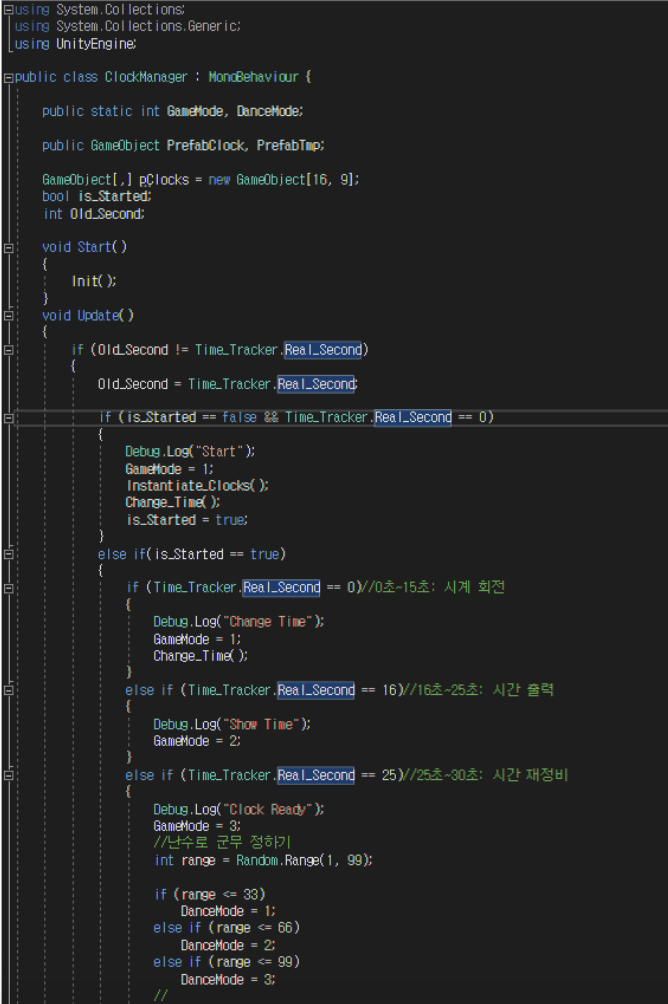 using System.Collections;
using System.Collections.Generic;
using UnityEngine;
public class ClockManager : MonoBehaviour {
public static int GameMode, DanceMode;
public GameObject PrefabClock, PrefabTmp;
GameObject[,] pClocks = new GameObject[16, 9];
bool is_Started;
int Old_Second;
void Start()
{
Init();
}
void Update()
{
if (Old_Second != Time_Tracker.Real_Second)
{
Old_Second = Time_Tracker.Real_Second;
if (is_Started == false && Time_Tracker.Real_Second == 0)
{
Debug.Log("Start");
GameMode = 1;
Instantiate_Clocks();
Change_Time();
is_Started = true;
}
else if(is_Started == true)
{
if (Time_Tracker.Real_Second == 0)//0초~15초: 시계 회전
{
Debug.Log("Change Time");
GameMode = 1;
Change_Time();
}
else if (Time_Tracker.Real_Second == 16)//16초~25초: 시간 출력
{
Debug.Log("Show Time");
GameMode = 2;
}
else if (Time_Tracker.Real_Second == 25)//25초~30초: 시간 재정비
{
Debug.Log("Clock Ready");
GameMode = 3;
//난수로 군무 정하기
int range = Random.Range(1, 99);
if (range <= 33)
DanceMode = 1;
else if (range <= 66)
DanceMode = 2;
else if (range <= 99)
DanceMode = 3;
//